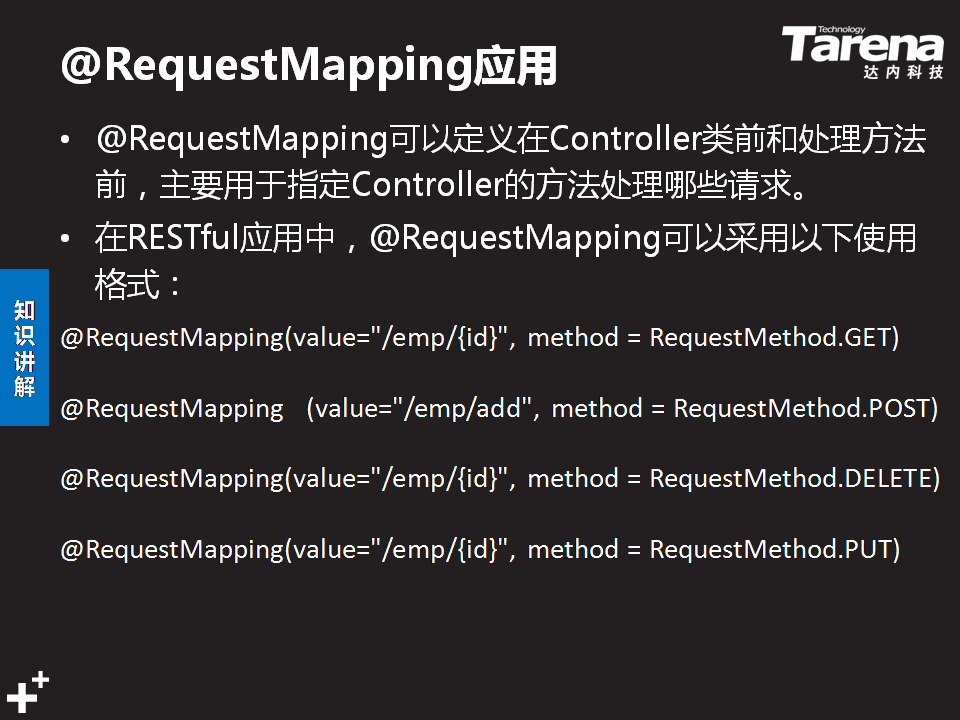 @RequestMapping应用
Technology
Tarena
达内科技
• @RequestMapping可以定义在Controller类前和处理方法
前，主要用于指定Controller的方法处理哪些请求。
• 在RESTful应用中，@RequestMapping可以采用以下使用
格式：
知识讲解
@RequestMapping(value="/emp/{id}", method = RequestMethod.GET)
@RequestMapping (value="/emp/add", method = RequestMethod.POST)
@RequestMapping(value="/emp/{id}", method = RequestMethod.DELETE)
@RequestMapping(value="/emp/{id}", method = RequestMethod.PUT)